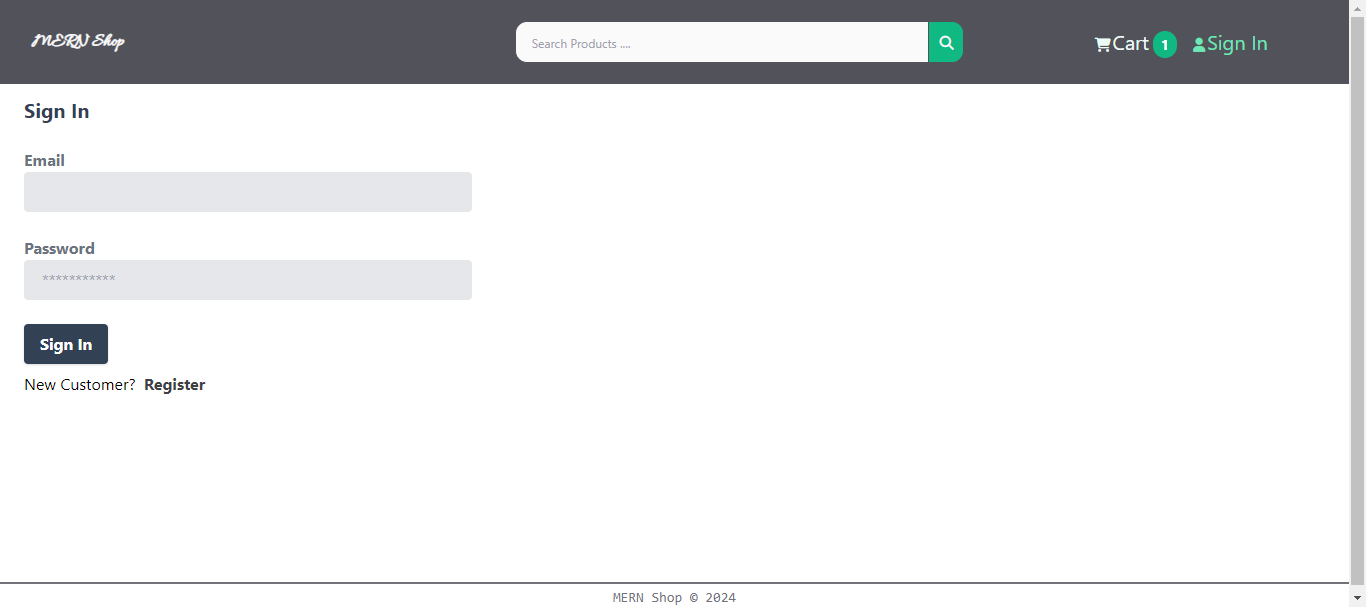 MERN Shop
Search Products ....
Cart 1
Sign In
Sign In
Email
Password
***********
Sign In
New Customer? Register
MERN Shop © 2024